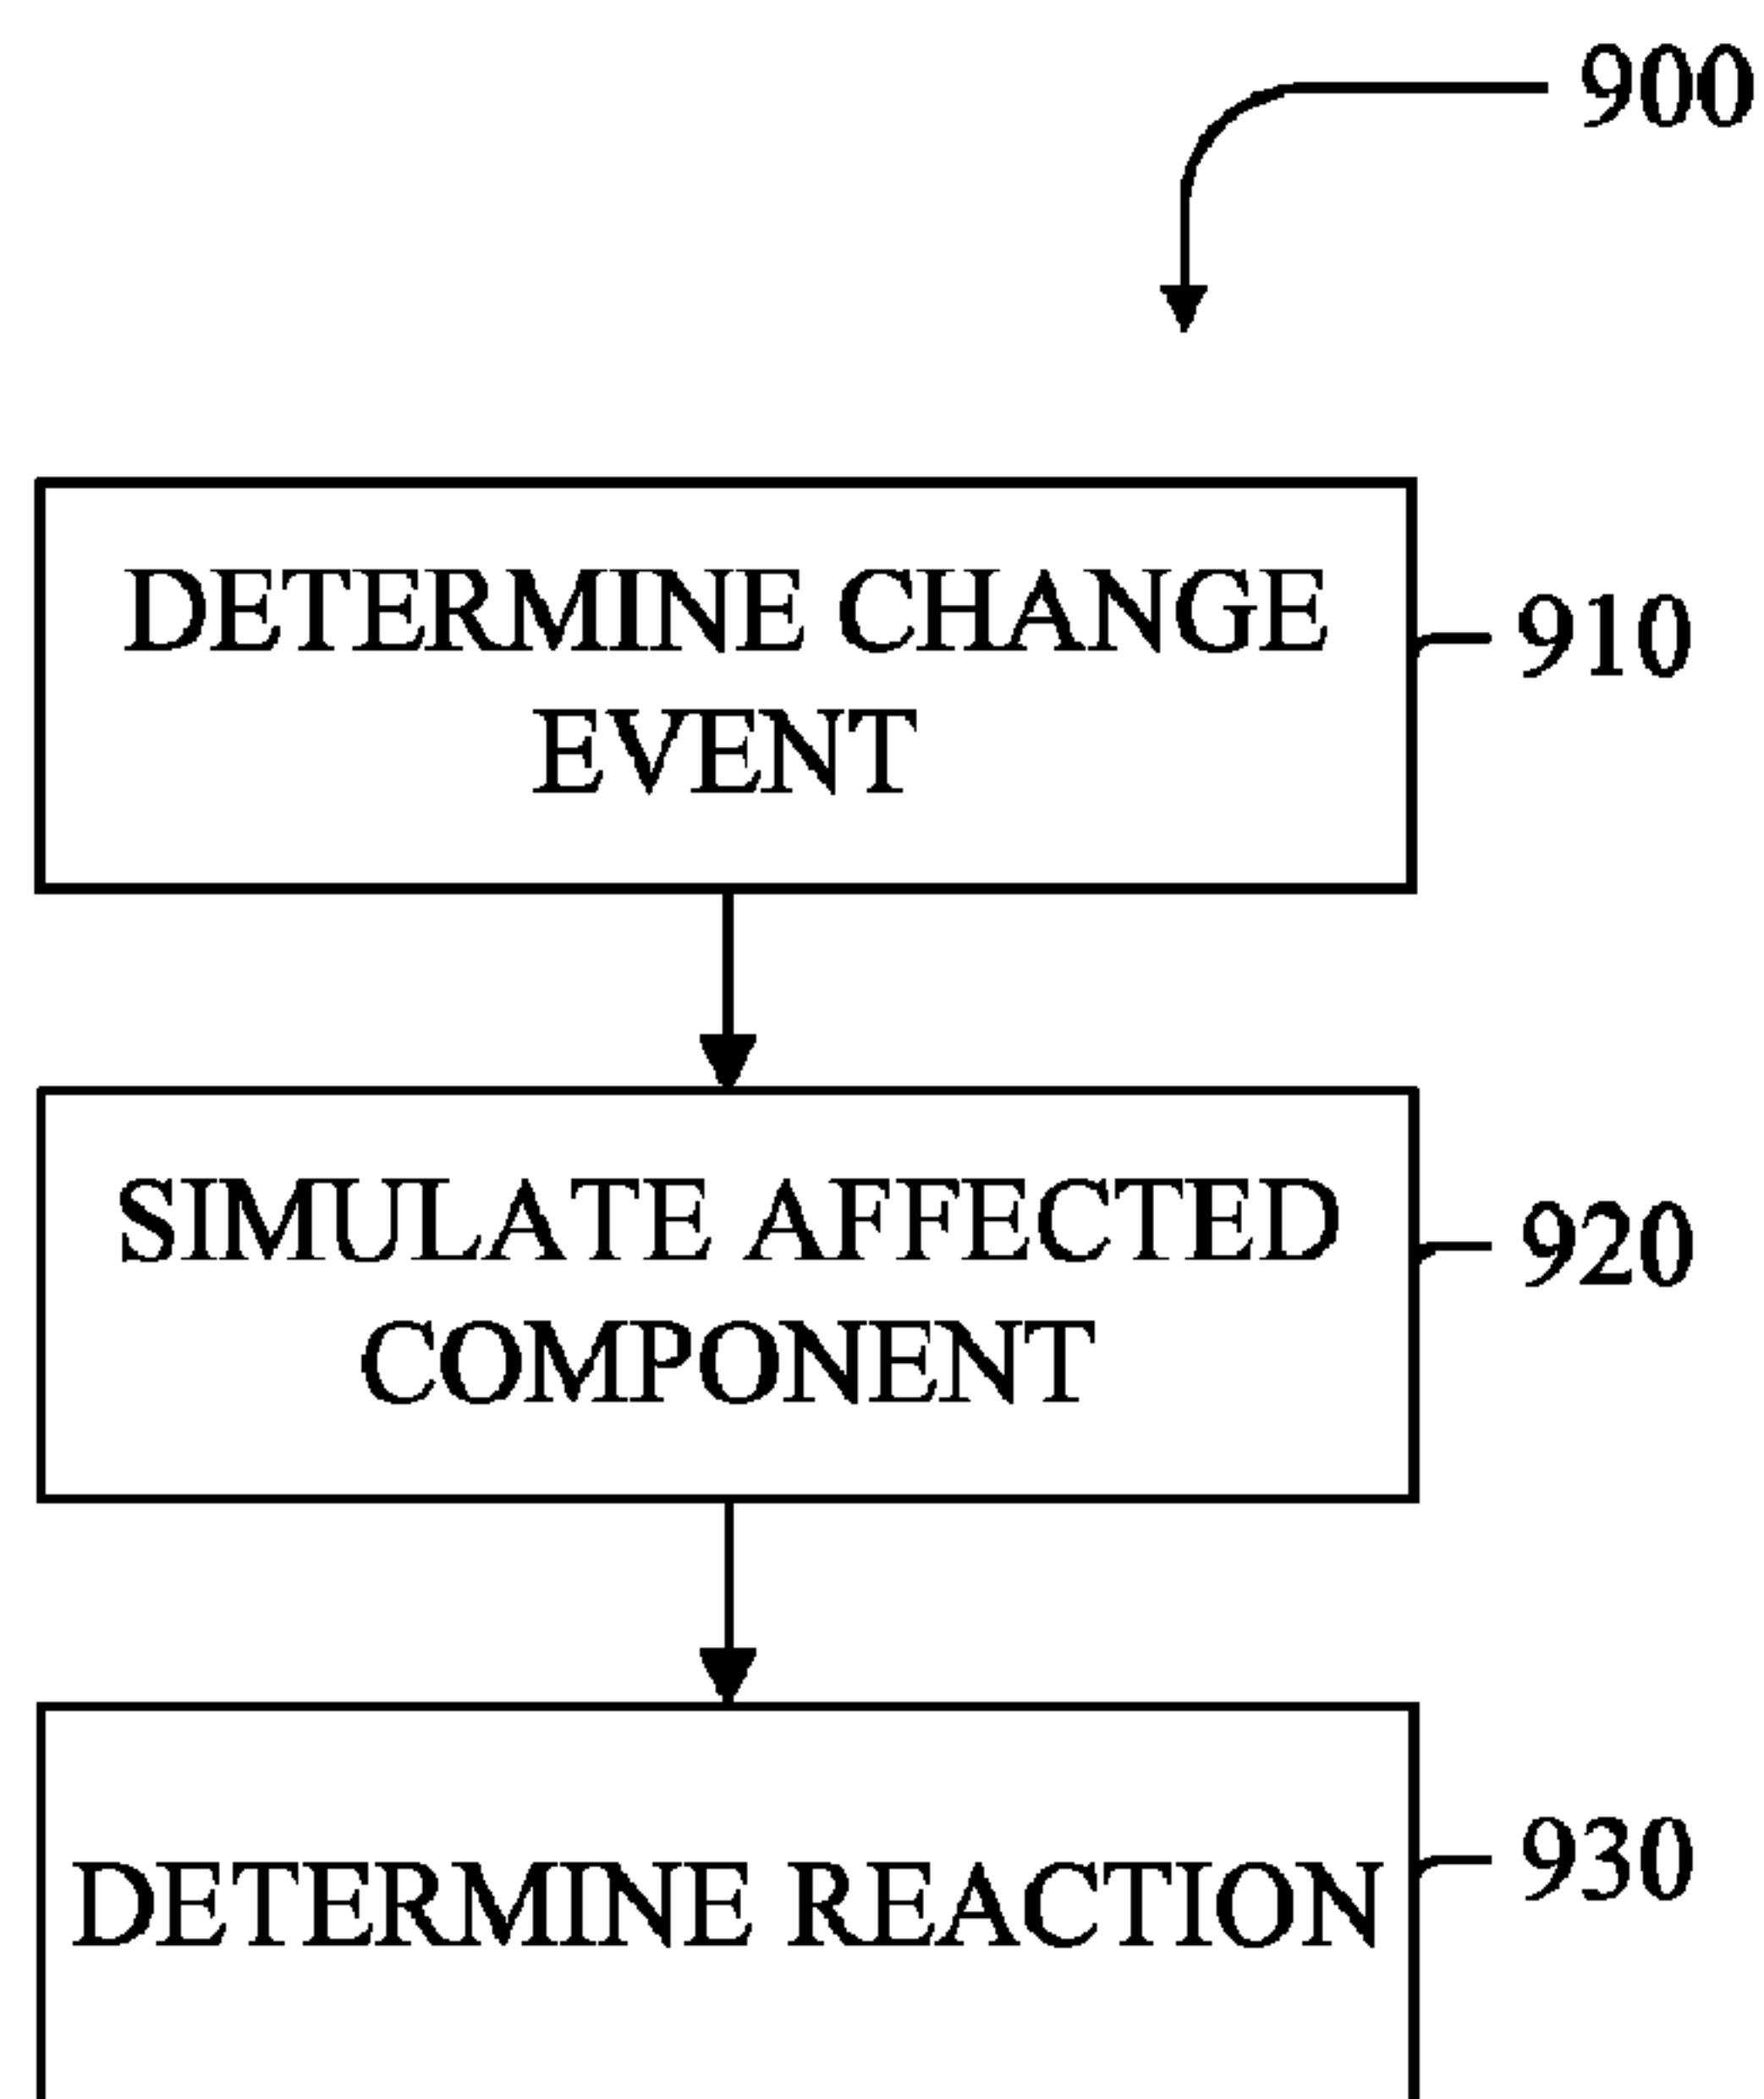 900
DETERMINE CHANGE
EVENT
910
SIMULATE AFFECTED
COMPONENT
920
DETERMINE REACTION
930